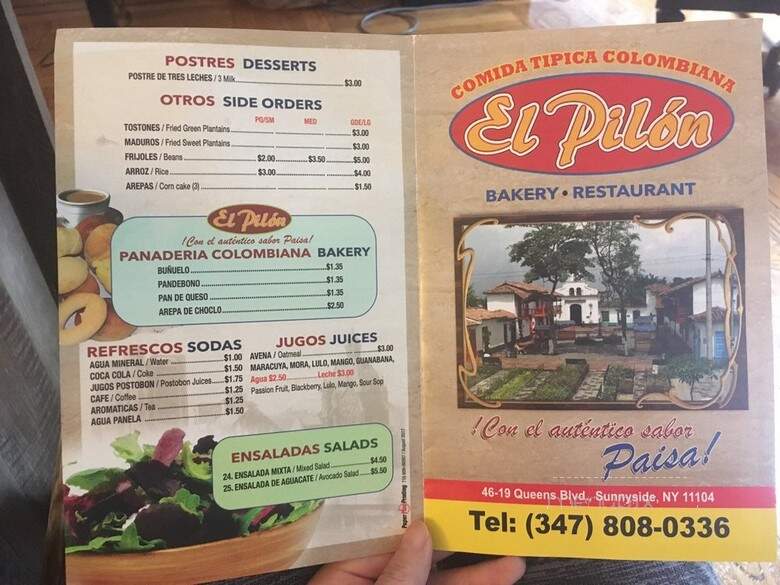 POSTRES DESSERTS
POSTRE DE TRES LECHES / 3 Milk $3.00
OTROS SIDE ORDERS
PG/SM MED GDE/LG
TOSTONES / Fried Green Plantains $3.00
MADUROS / Fried Sweet Plantains $3.00
FRIJOLES / Beans $2.00 $3.50 $5.00
ARROZ / Rice $3.00 $4.00
AREPAS / Corn cake (3) $1.50
El Pilón
¡Con el auténtico sabor Paisa!
PANADERIA COLOMBIANA BAKERY
BUÑUELO $1.35
PANDEBONO $1.35
PAN DE QUESO $1.35
AREPA DE CHOCLO $2.50
REFRESCOS SODAS
AGUA MINERAL / Water $1.00
COCA COLA / Coke $1.50
JUGOS POSTOBON / Postobon Juices $1.75
CAFE / Coffee $1.25
AROMATICAS / Tea $1.25
AGUA PANELA $1.50
JUGOS JUICES
AVENA / Oatmeal $3.00
MARACUYA, MORA, LULO, MANGO, GUANABANA,
Agua $2.50 Leche $3.00
Passion Fruit, Blackberry, Lulo, Mango, Sour Sop
ENSALADAS SALADS
24. ENSALADA MIXTA / Mixed Salad $4.50
25. ENSALADA DE AGUACATE / Avocado Salad $5.50
COMIDA TIPICA COLOMBIANA
El Pilón
BAKERY • RESTAURANT
¡Con el auténtico sabor
Paisa!
46-19 Queens Blvd., Sunnyside, NY 11104
Tel: (347) 808-0336